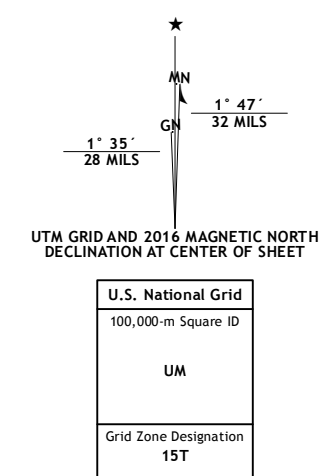 ★
MN
GN
1° 47´
32 MILS
1° 35´
28 MILS
UTM GRID AND 2016 MAGNETIC NORTH
DECLINATION AT CENTER OF SHEET
U.S. National Grid
100,000-m Square ID
UM
Grid Zone Designation
15T